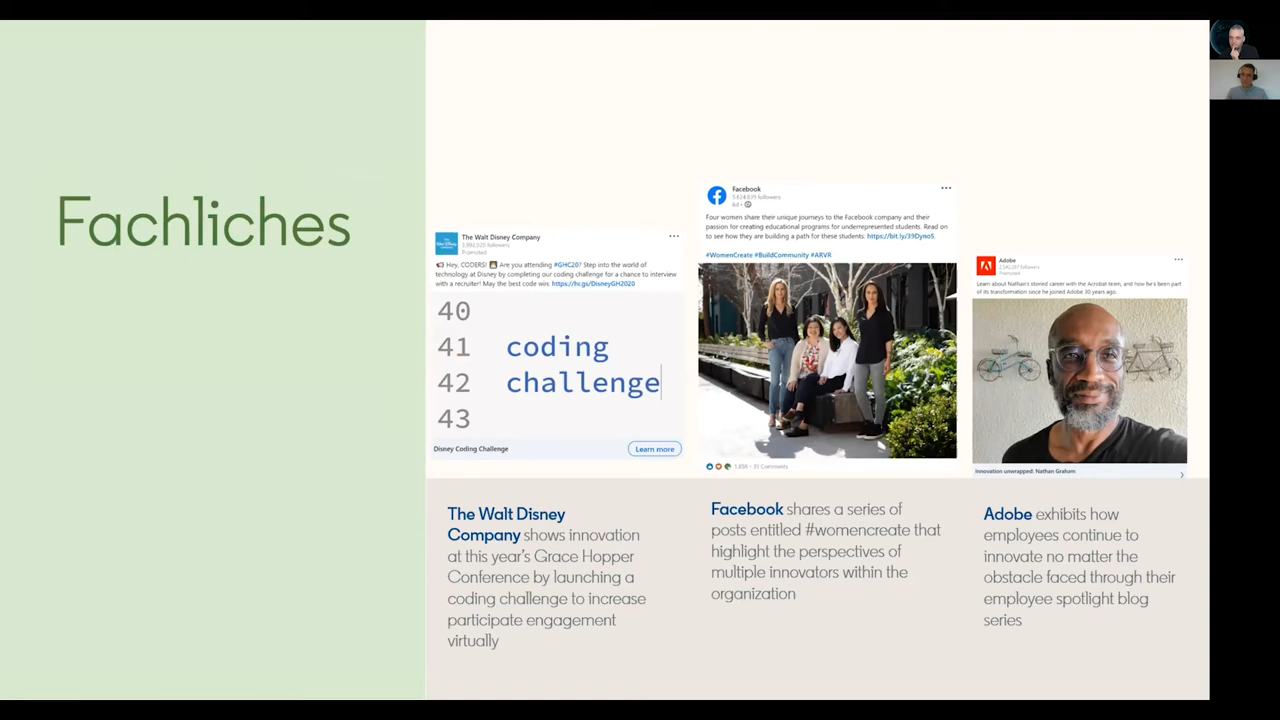 Fachliches
The Walt Disney Company
3,892,020 followers
Promoted
Hey, CODERS! Are you attending #GHC20? Step into the world of
technology at Disney by completing our coding challenge for a chance to interview
with a recruiter! May the best code win: https://hr.gs/DisneyGH2020
40
41 coding
42 challenge
43
Disney Coding Challenge
Learn more
The Walt Disney
Company shows innovation
at this year's Grace Hopper
Conference by launching a
coding challenge to increase
participate engagement
virtually
Facebook
followers
6d
Four women share their unique journeys to the Facebook company and their
passion for creating educational programs for underrepresented students. Read on
to see how they are building a path for these students: https://bit.ly/39Dyno5.
#WomenCreate #BuildCommunity #ARVR
Comments
Facebook shares a series of
posts entitled #womencreate that
highlight the perspectives of
multiple innovators within the
organization
Adobe
followers
Promoted
Learn about Nathan's storied career with the Acrobat team, and how he's been part
of its transformation since he joined Adobe 30 years ago.
Innovation unwrapped: Nathan Graham
Adobe exhibits how
employees continue to
innovate no matter the
obstacle faced through their
employee spotlight blog
series